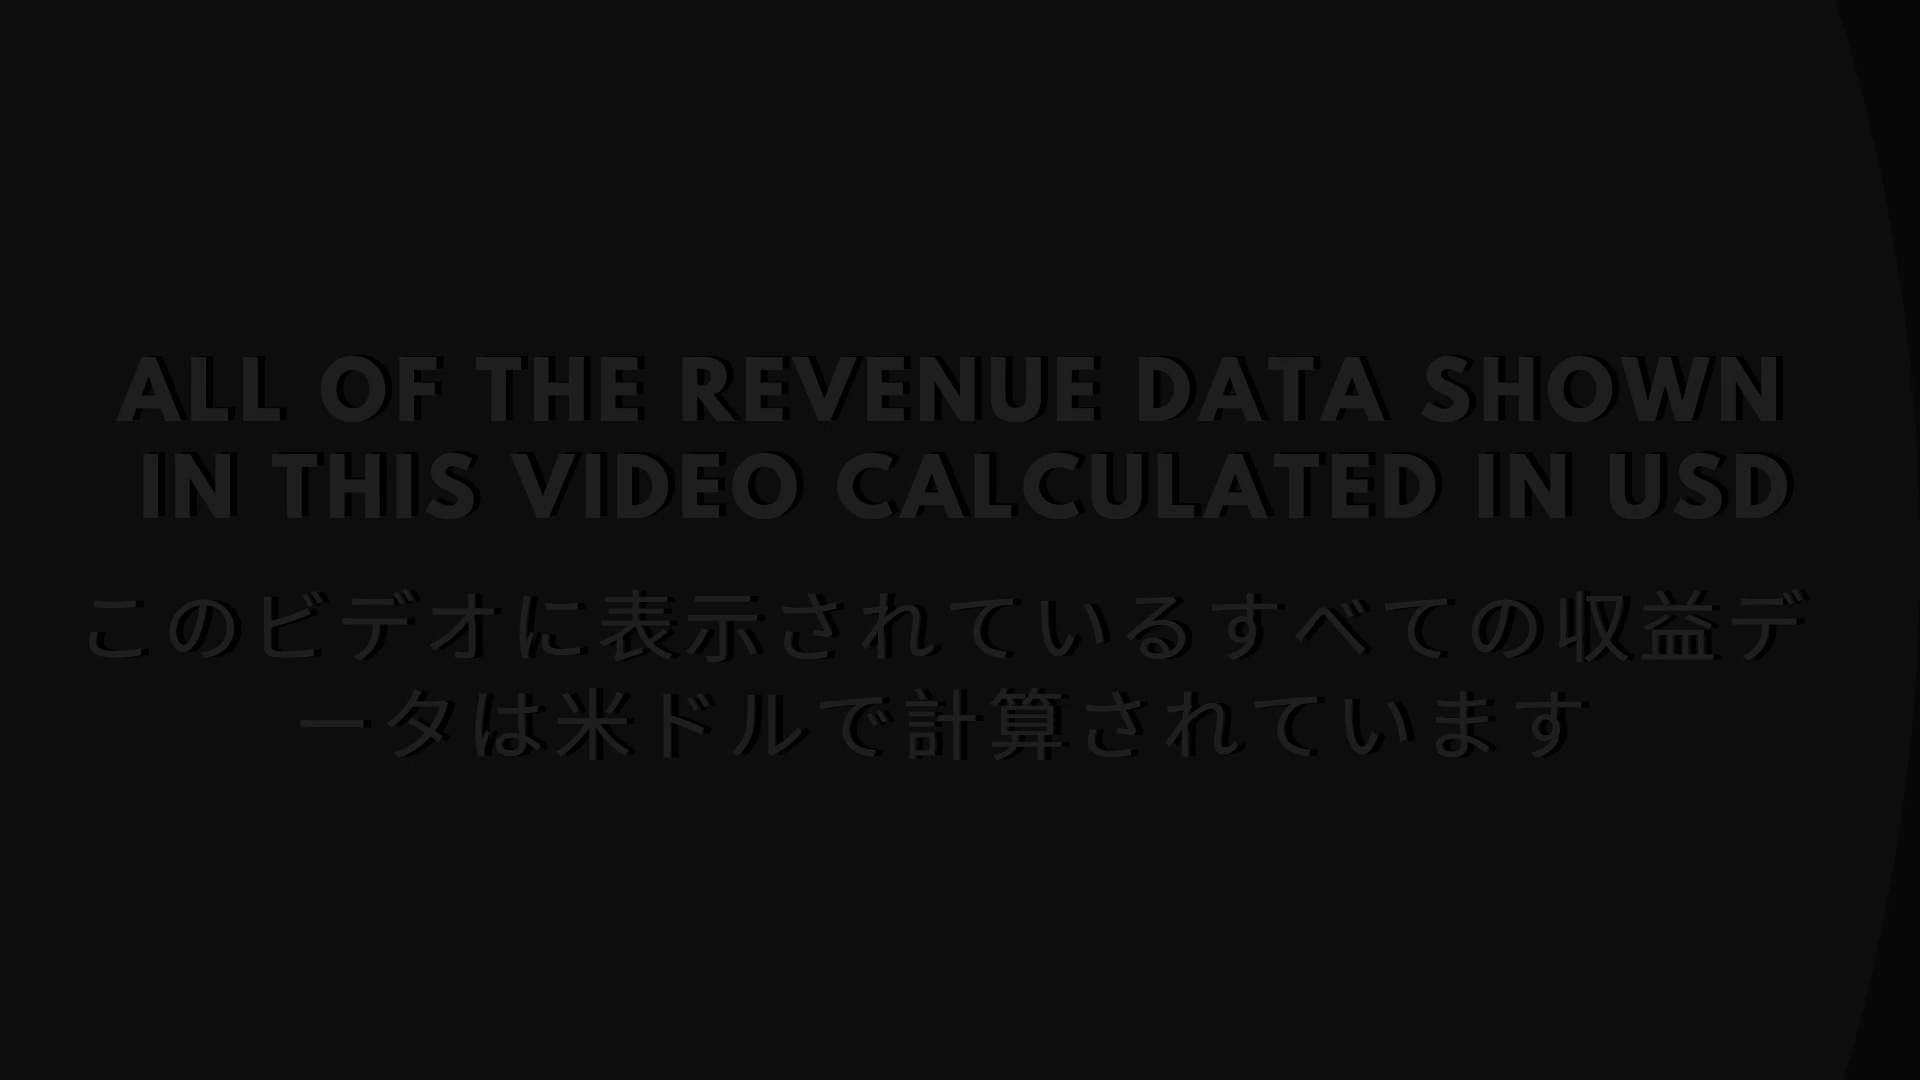 ALL OF THE REVENUE DATA SHOWN
IN THIS VIDEO CALCULATED IN USD
このビデオに表示されているすべての収益デ
ータは米ドルで計算されています